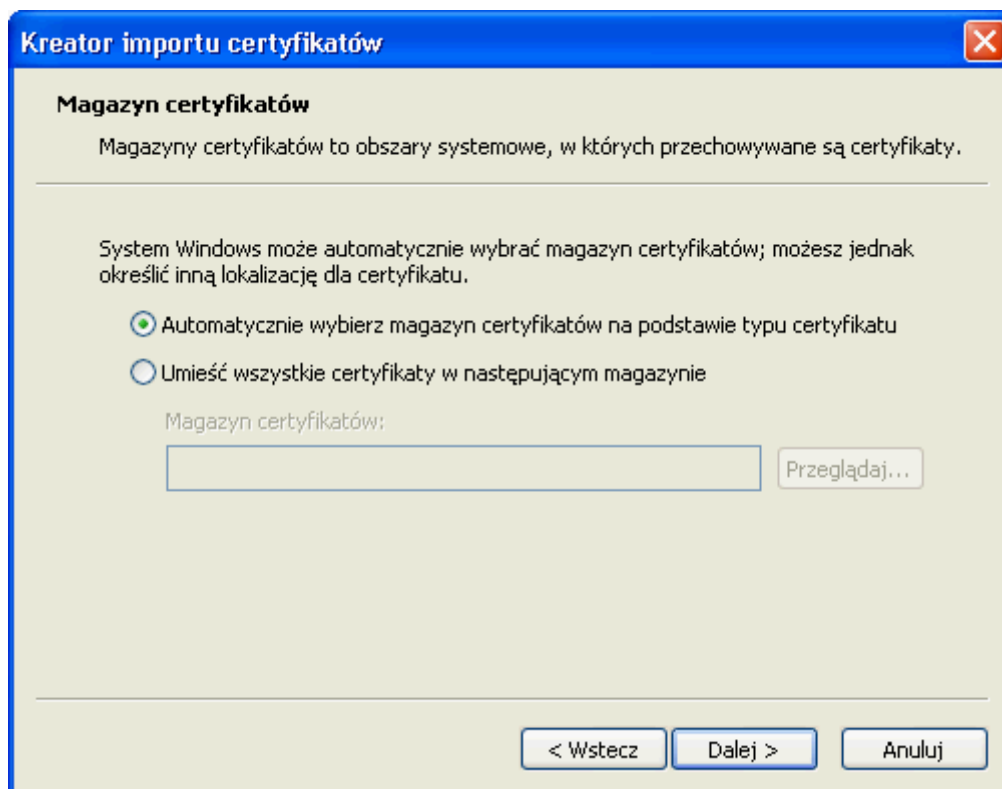 Kreator importu certyfikatów
Magazyn certyfikatów
Magazyny certyfikatów to obszary systemowe, w których przechowywane są certyfikaty.
System Windows może automatycznie wybrać magazyn certyfikatów; możesz jednak
określić inną lokalizację dla certyfikatu.
Automatycznie wybierz magazyn certyfikatów na podstawie typu certyfikatu
Umieść wszystkie certyfikaty w następującym magazynie
Magazyn certyfikatów:
Przeglądaj...
< Wstecz Dalej > Anuluj